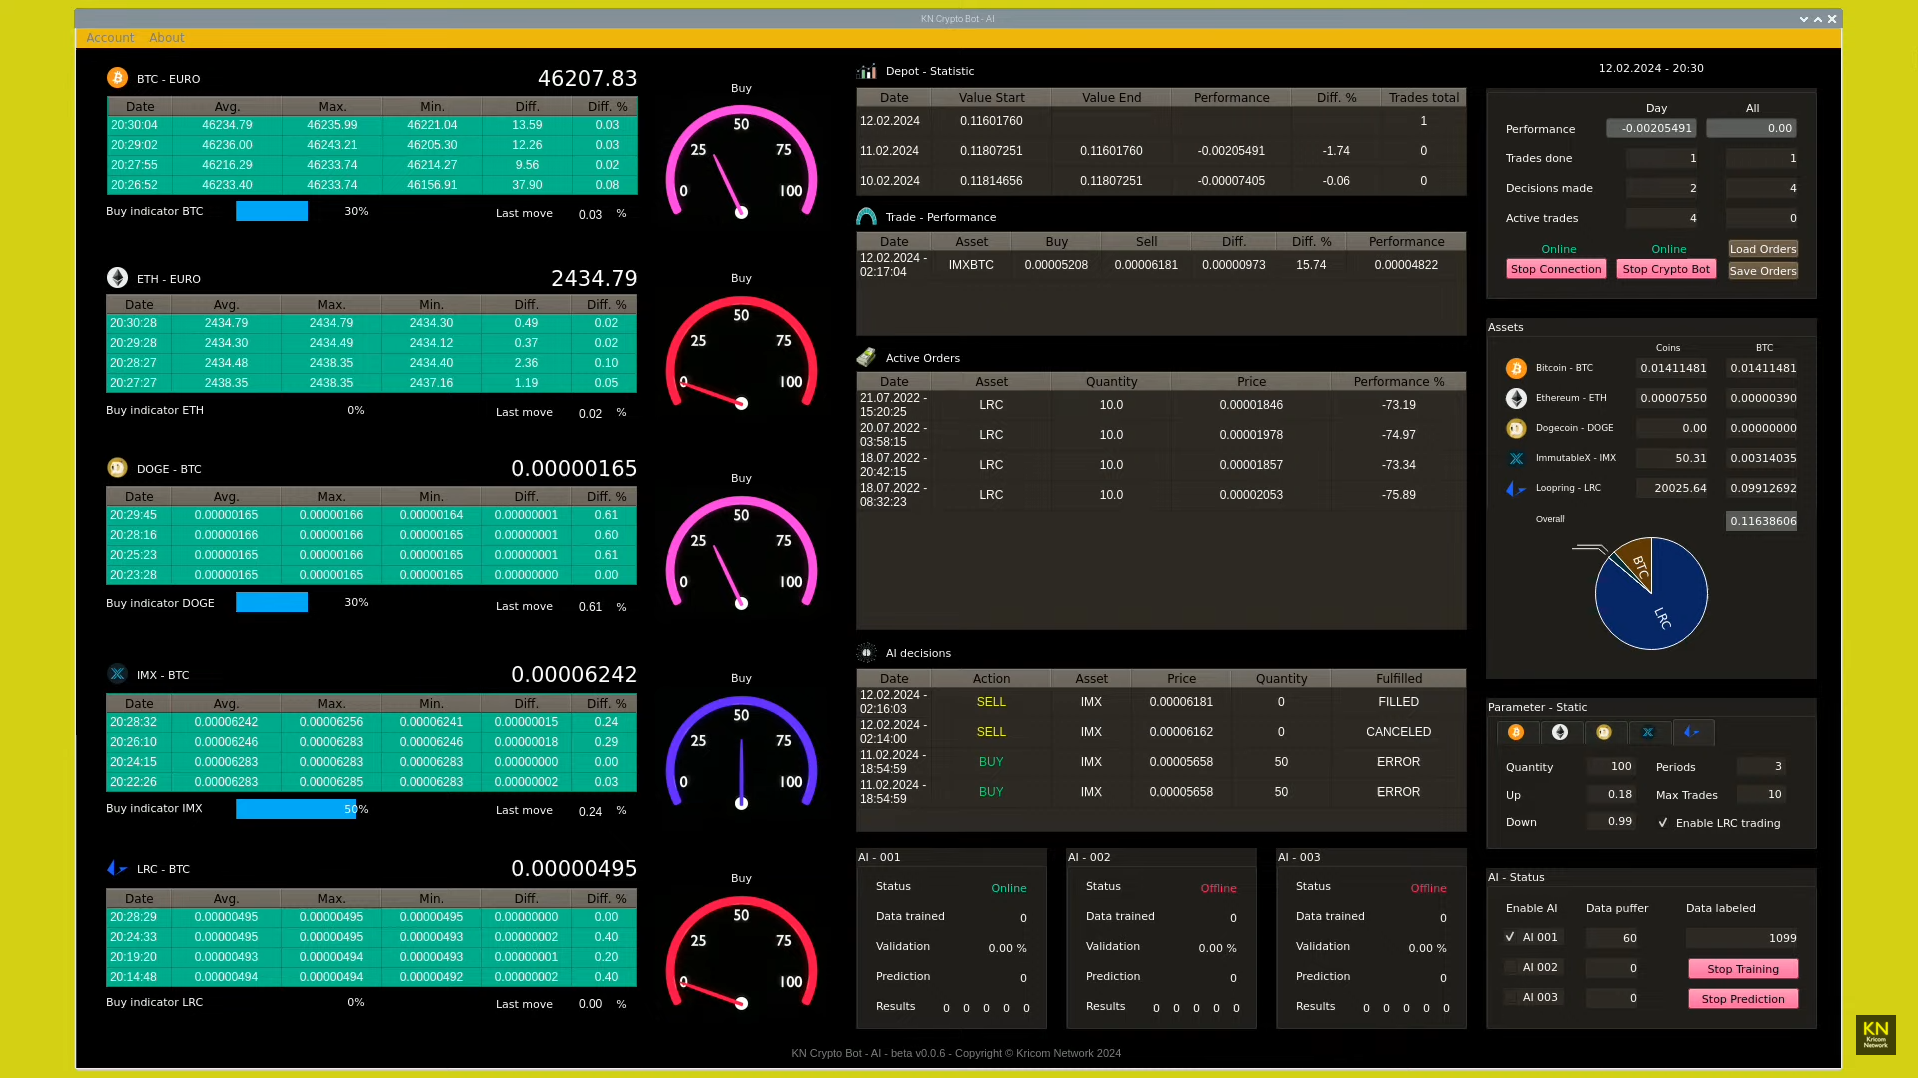 KN Crypto Bot - AI
Account About
BTC - EURO 46207.83
Date Avg. Max. Min. Diff. Diff. %
20:30:04 46234.79 46235.99 46221.04 13.59 0.03
20:29:02 46236.00 46243.21 46205.30 12.26 0.03
20:27:55 46216.29 46233.74 46214.27 9.56 0.02
20:26:52 46233.40 46233.74 46156.91 37.90 0.08
Buy indicator BTC 30% Last move 0.03 %
Buy
0 25 50 75 100
ETH - EURO 2434.79
Date Avg. Max. Min. Diff. Diff. %
20:30:28 2434.79 2434.79 2434.30 0.49 0.02
20:29:28 2434.30 2434.49 2434.12 0.37 0.02
20:28:27 2434.48 2438.35 2434.40 2.36 0.10
20:27:27 2438.35 2438.35 2437.16 1.19 0.05
Buy indicator ETH 0% Last move 0.02 %
Buy
0 25 50 75 100
DOGE - BTC 0.00000165
Date Avg. Max. Min. Diff. Diff. %
20:29:45 0.00000165 0.00000166 0.00000164 0.00000001 0.61
20:28:16 0.00000166 0.00000166 0.00000165 0.00000001 0.60
20:25:23 0.00000165 0.00000166 0.00000165 0.00000001 0.61
20:23:28 0.00000165 0.00000165 0.00000165 0.00000000 0.00
Buy indicator DOGE 30% Last move 0.61 %
Buy
0 25 50 75 100
IMX - BTC 0.00006242
Date Avg. Max. Min. Diff. Diff. %
20:28:32 0.00006242 0.00006256 0.00006241 0.00000015 0.24
20:26:10 0.00006246 0.00006283 0.00006246 0.00000018 0.29
20:24:15 0.00006283 0.00006283 0.00006283 0.00000000 0.00
20:22:26 0.00006283 0.00006285 0.00006283 0.00000002 0.03
Buy indicator IMX 50% Last move 0.24 %
Buy
0 25 50 75 100
LRC - BTC 0.00000495
Date Avg. Max. Min. Diff. Diff. %
20:28:29 0.00000495 0.00000495 0.00000495 0.00000000 0.00
20:24:33 0.00000495 0.00000495 0.00000493 0.00000002 0.40
20:19:20 0.00000493 0.00000494 0.00000493 0.00000001 0.20
20:14:48 0.00000494 0.00000494 0.00000492 0.00000002 0.40
Buy indicator LRC 0% Last move 0.00 %
Buy
0 25 50 75 100
Depot - Statistic
Date Value Start Value End Performance Diff. % Trades total
12.02.2024 0.11601760 1
11.02.2024 0.11807251 0.11601760 -0.00205491 -1.74 0
10.02.2024 0.11814656 0.11807251 -0.00007405 -0.06 0
Trade - Performance
Date Asset Buy Sell Diff. Diff. % Performance
12.02.2024 -
02:17:04 IMXBTC 0.00005208 0.00006181 0.00000973 15.74 0.00004822
Active Orders
Date Asset Quantity Price Performance %
21.07.2022 -
15:20:25 LRC 10.0 0.00001846 -73.19
20.07.2022 -
03:58:15 LRC 10.0 0.00001978 -74.97
18.07.2022 -
20:42:15 LRC 10.0 0.00001857 -73.34
18.07.2022 -
08:32:23 LRC 10.0 0.00002053 -75.89
AI decisions
Date Action Asset Price Quantity Fulfilled
12.02.2024 -
02:16:03 SELL IMX 0.00006181 0 FILLED
12.02.2024 -
02:14:00 SELL IMX 0.00006162 0 CANCELED
11.02.2024 -
18:54:59 BUY IMX 0.00005658 50 ERROR
11.02.2024 -
18:54:59 BUY IMX 0.00005658 50 ERROR
AI - 001
Status Online
Data trained 0
Validation 0.00 %
Prediction 0
Results 0 0 0 0 0
AI - 002
Status Offline
Data trained 0
Validation 0.00 %
Prediction 0
Results 0 0 0 0 0
AI - 003
Status Offline
Data trained 0
Validation 0.00 %
Prediction 0
Results 0 0 0 0 0
12.02.2024 - 20:30
Day All
Performance -0.00205491 0.00
Trades done 1 1
Decisions made 2 4
Active trades 4 0
Online Online Load Orders
Stop Connection Stop Crypto Bot Save Orders
Assets
Coins BTC
Bitcoin - BTC 0.01411481 0.01411481
Ethereum - ETH 0.00007550 0.00000390
Dogecoin - DOGE 0.00 0.00000000
ImmutableX - IMX 50.31 0.00314035
Loopring - LRC 20025.64 0.09912692
Overall 0.11638606
BTC
LRC
Parameter - Static
Quantity 100 Periods 3
Up 0.18 Max Trades 10
Down 0.99 Enable LRC trading
AI - Status
Enable AI Data puffer Data labeled
AI 001 60 1099
AI 002 0 Stop Training
AI 003 0 Stop Prediction
KN Crypto Bot - AI - beta v0.0.6 - Copyright © Kricom Network 2024
KN
Kricom
Network